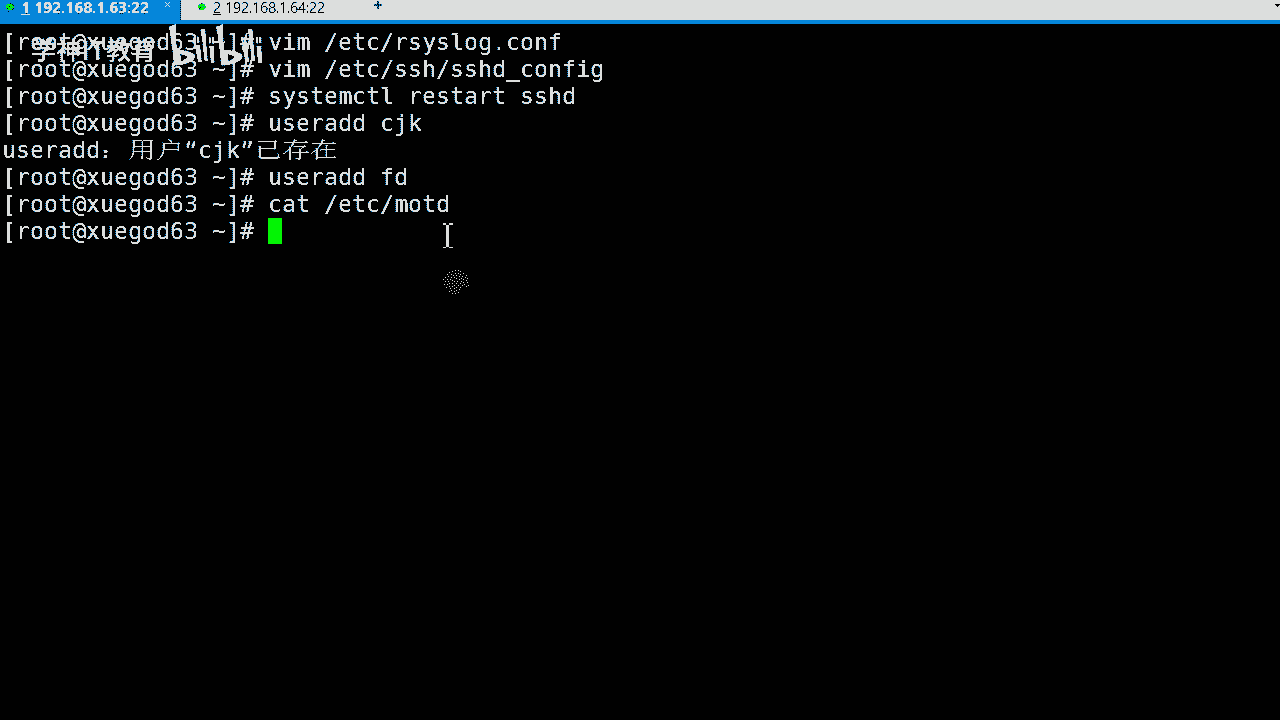 1 192.168.1.63:22 × 2 192.168.1.64:22 +
[root@xuegod63 ~]# vim /etc/rsyslog.conf
学神IT教育 bilibili
[root@xuegod63 ~]# vim /etc/ssh/sshd_config
[root@xuegod63 ~]# systemctl restart sshd
[root@xuegod63 ~]# useradd cjk
useradd：用户“cjk”已存在
[root@xuegod63 ~]# useradd fd
[root@xuegod63 ~]# cat /etc/motd
[root@xuegod63 ~]#